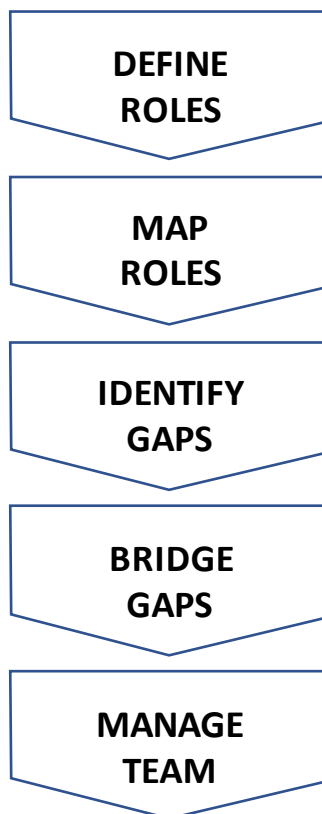 DEFINE
ROLES
MAP
ROLES
IDENTIFY
GAPS
BRIDGE
GAPS
MANAGE
TEAM